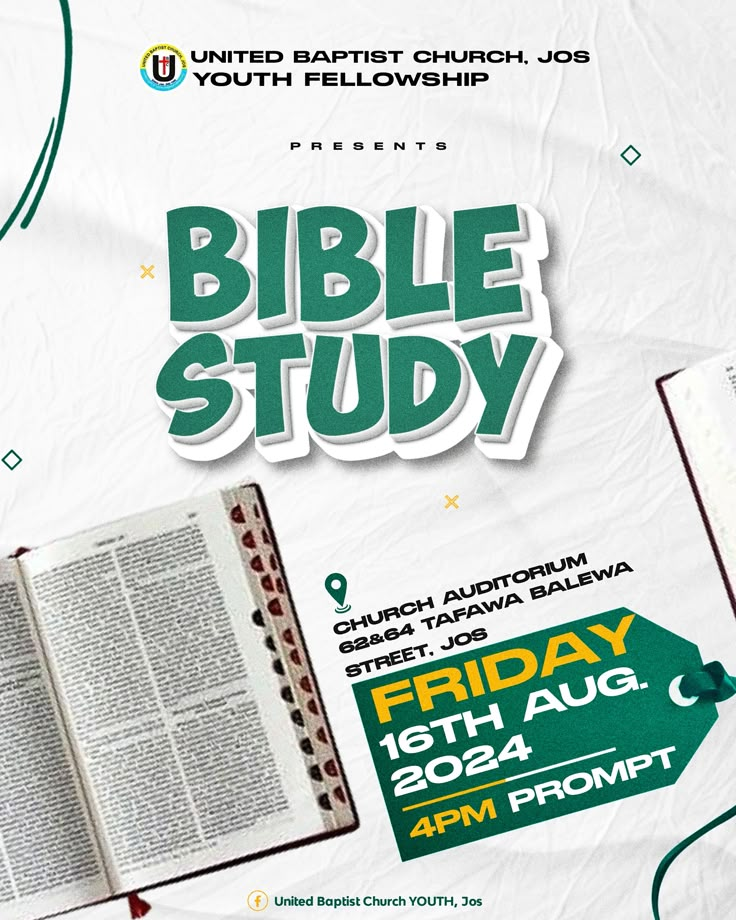 UNITED BAPTIST CHURCH, JOS
YOUTH FELLOWSHIP
PRESENTS
BIBLE
STUDY
CHURCH AUDITORIUM
62&64 TAFAWA BALEWA
STREET, JOS
FRIDAY
16TH AUG.
2024
4PM PROMPT
United Baptist Church YOUTH, Jos